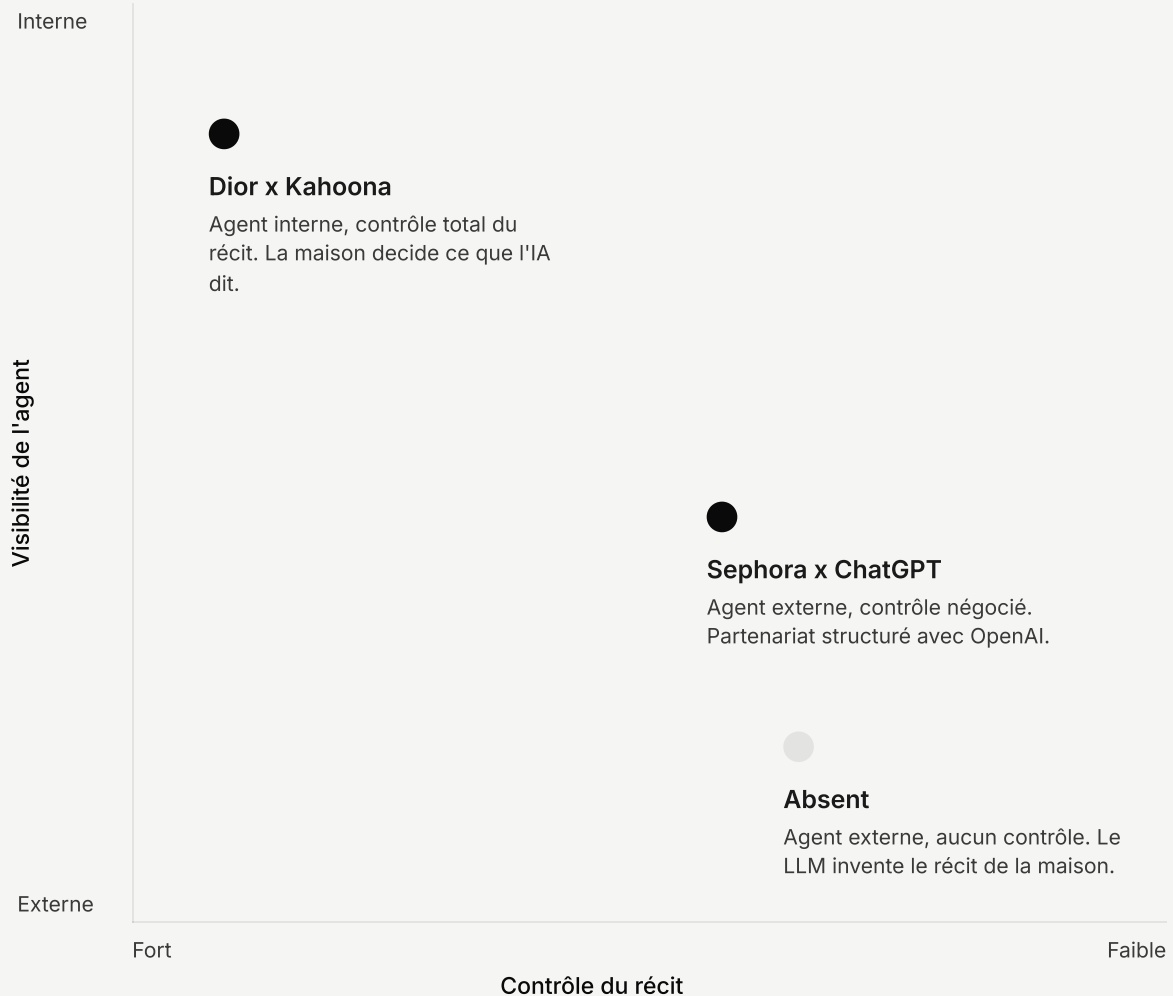 Interne
Dior x Kahoona
Agent interne, contrôle total du
récit. La maison decide ce que l'IA
dit.
Visibilité de l'agent
Sephora x ChatGPT
Agent externe, contrôle négocié.
Partenariat structuré avec OpenAI.
Absent
Agent externe, aucun contrôle. Le
LLM invente le récit de la maison.
Externe
Fort
Faible
Contrôle du récit